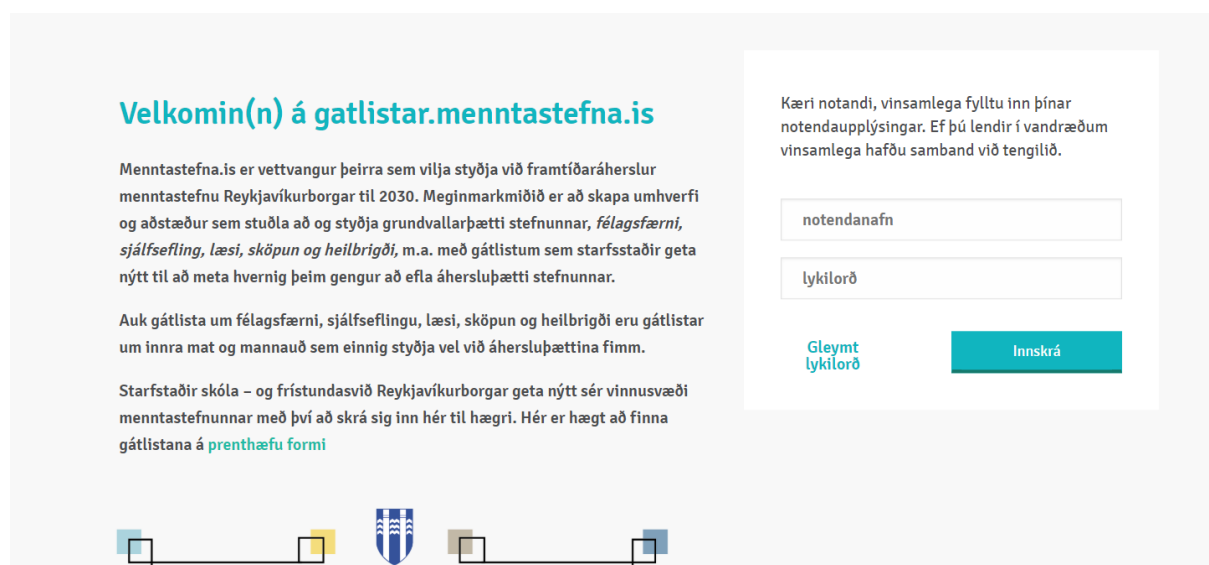 Velkomin(n) á gatlistar.menntastefna.is
Menntastefna.is er vettvangur þeirra sem vilja styðja við framtíðaráherslur
menntastefnu Reykjavíkurborgar til 2030. Meginmarkmiðið er að skapa umhverfi
og aðstæður sem stuðla að og styðja grundvallarþætti stefnunnar, félagsfærni,
sjálfsefling, læsi, sköpun og heilbrigði, m.a. með gátlistum sem starfsstaðir geta
nýtt til að meta hvernig þeim gengur að efla áhersluþætti stefnunnar.
Auk gátlista um félagsfærni, sjálfseflingu, læsi, sköpun og heilbrigði eru gátlistar
um innra mat og mannauð sem einnig styðja vel við áhersluþættina fimm.
Starfstaðir skóla – og frístundasvið Reykjavíkurborgar geta nýtt sér vinnusvæði
menntastefnunnar með því að skrá sig inn hér til hægri. Hér er hægt að finna
gátlistana á prenthæfu formi
Kæri notandi, vinsamlega fylltu inn þínar
notendaupplýsingar. Ef þú lendir í vandræðum
vinsamlega hafðu samband við tengilið.
notendanafn
lykilorð
Gleymt
lykilorð
Innskrá